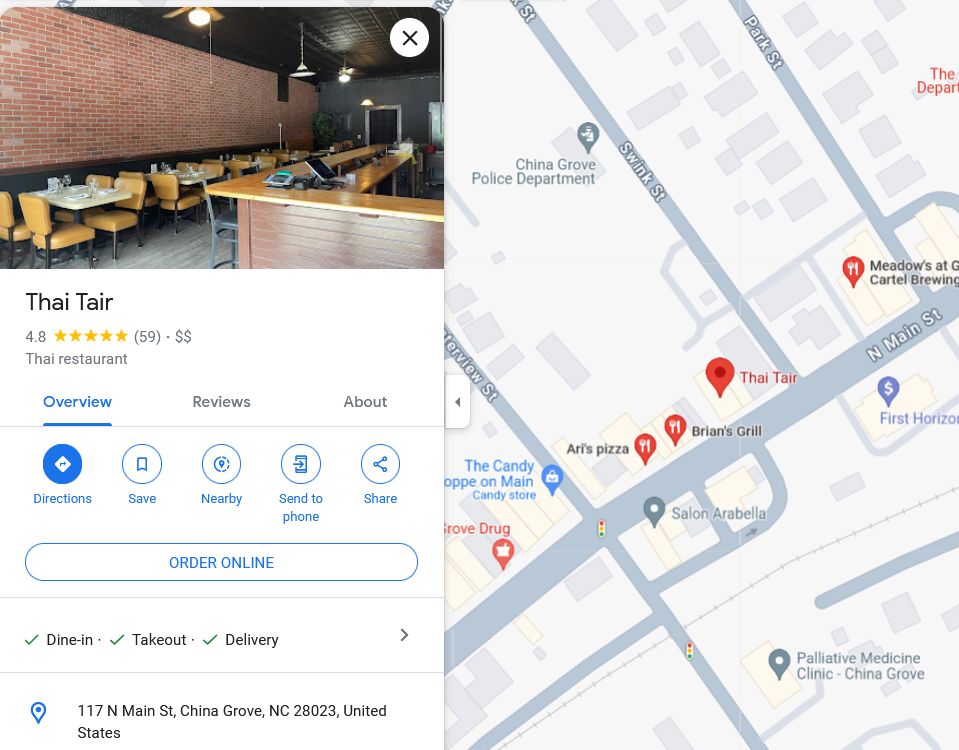 Thai Tair
4.8 ★★★★★ (59) · $$
Thai restaurant
Overview
Reviews
About
Directions
Save
Nearby
Send to
phone
Share
ORDER ONLINE
Dine-in ·
Takeout ·
Delivery
117 N Main St, China Grove, NC 28023, United
States
Park St
The
Depart
China Grove
Police Department
Swink St
Meadow's at G
Cartel Brewing
N Main St
terview St
Thai Tair
First Horizo
Brian's Grill
Ari's pizza
The Candy
oppe on Main
Candy store
Salon Arabella
Grove Drug
Palliative Medicine
Clinic - China Grove